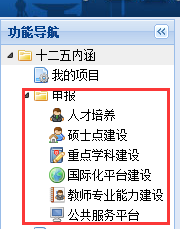 功能导航
十二五内涵
我的项目
申报
人才培养
硕士点建设
重点学科建设
国际化平台建设
教师专业能力建设
公共服务平台